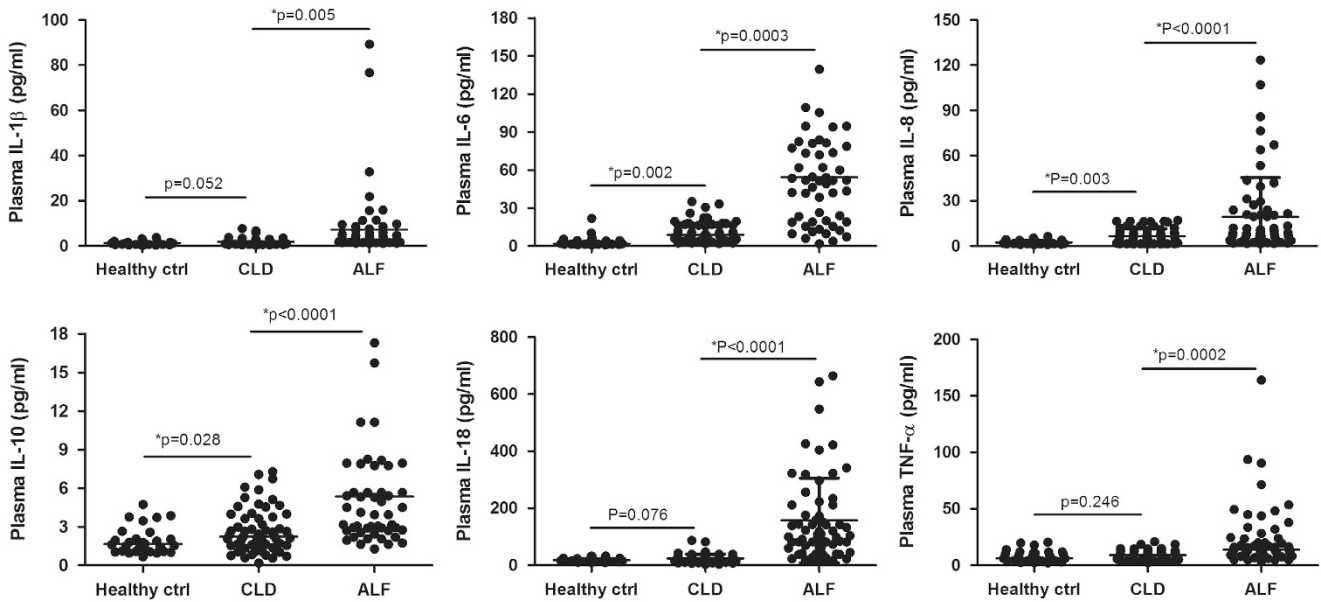 *p=0.005
p=0.052
Plasma IL-1β (pg/ml)
100
80
60
40
20
0
Healthy ctrl CLD ALF
*p=0.0003
*p=0.002
Plasma IL-6 (pg/ml)
180
150
120
90
60
30
0
Healthy ctrl CLD ALF
*P<0.0001
*P=0.003
Plasma IL-8 (pg/ml)
150
120
90
60
30
0
Healthy ctrl CLD ALF
*p<0.0001
*p=0.028
Plasma IL-10 (pg/ml)
18
15
12
9
6
3
0
Healthy ctrl CLD ALF
*P<0.0001
P=0.076
Plasma IL-18 (pg/ml)
800
600
400
200
0
Healthy ctrl CLD ALF
*p=0.0002
p=0.246
Plasma TNF-α (pg/ml)
200
150
100
50
0
Healthy ctrl CLD ALF